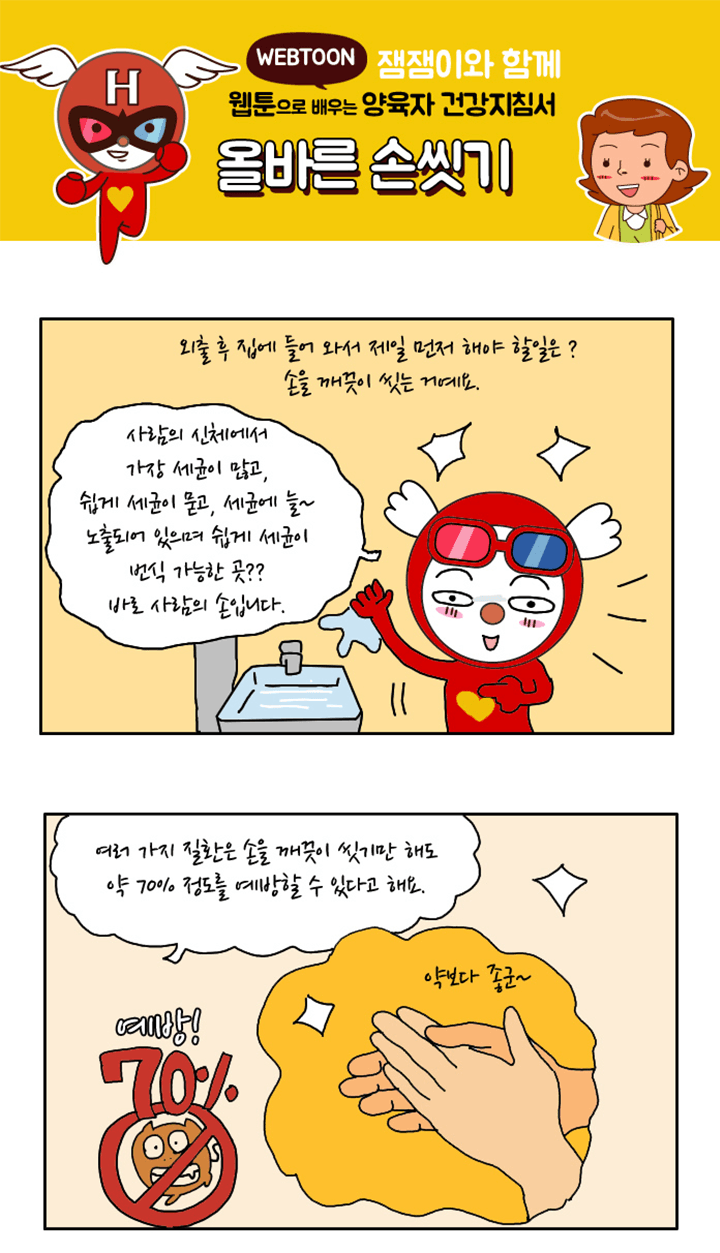 H
WEBTOON 잼잼이와 함께
웹툰으로 배우는 양육자 건강지침서
올바른 손씻기
외출 후 집에 들어 와서 제일 먼저 해야 할일은?
손을 깨끗이 씻는 거예요.
사람의 신체에서
가장 세균이 많고,
쉽게 세균이 묻고, 세균에 늘~
노출되어 있으며 쉽게 세균이
번식 가능한 곳??
바로 사람의 손입니다.
여러 가지 질환은 손을 깨끗이 씻기만 해도
약 70% 정도를 예방할 수 있다고 해요.
약보다 좋군~
예방!
70%